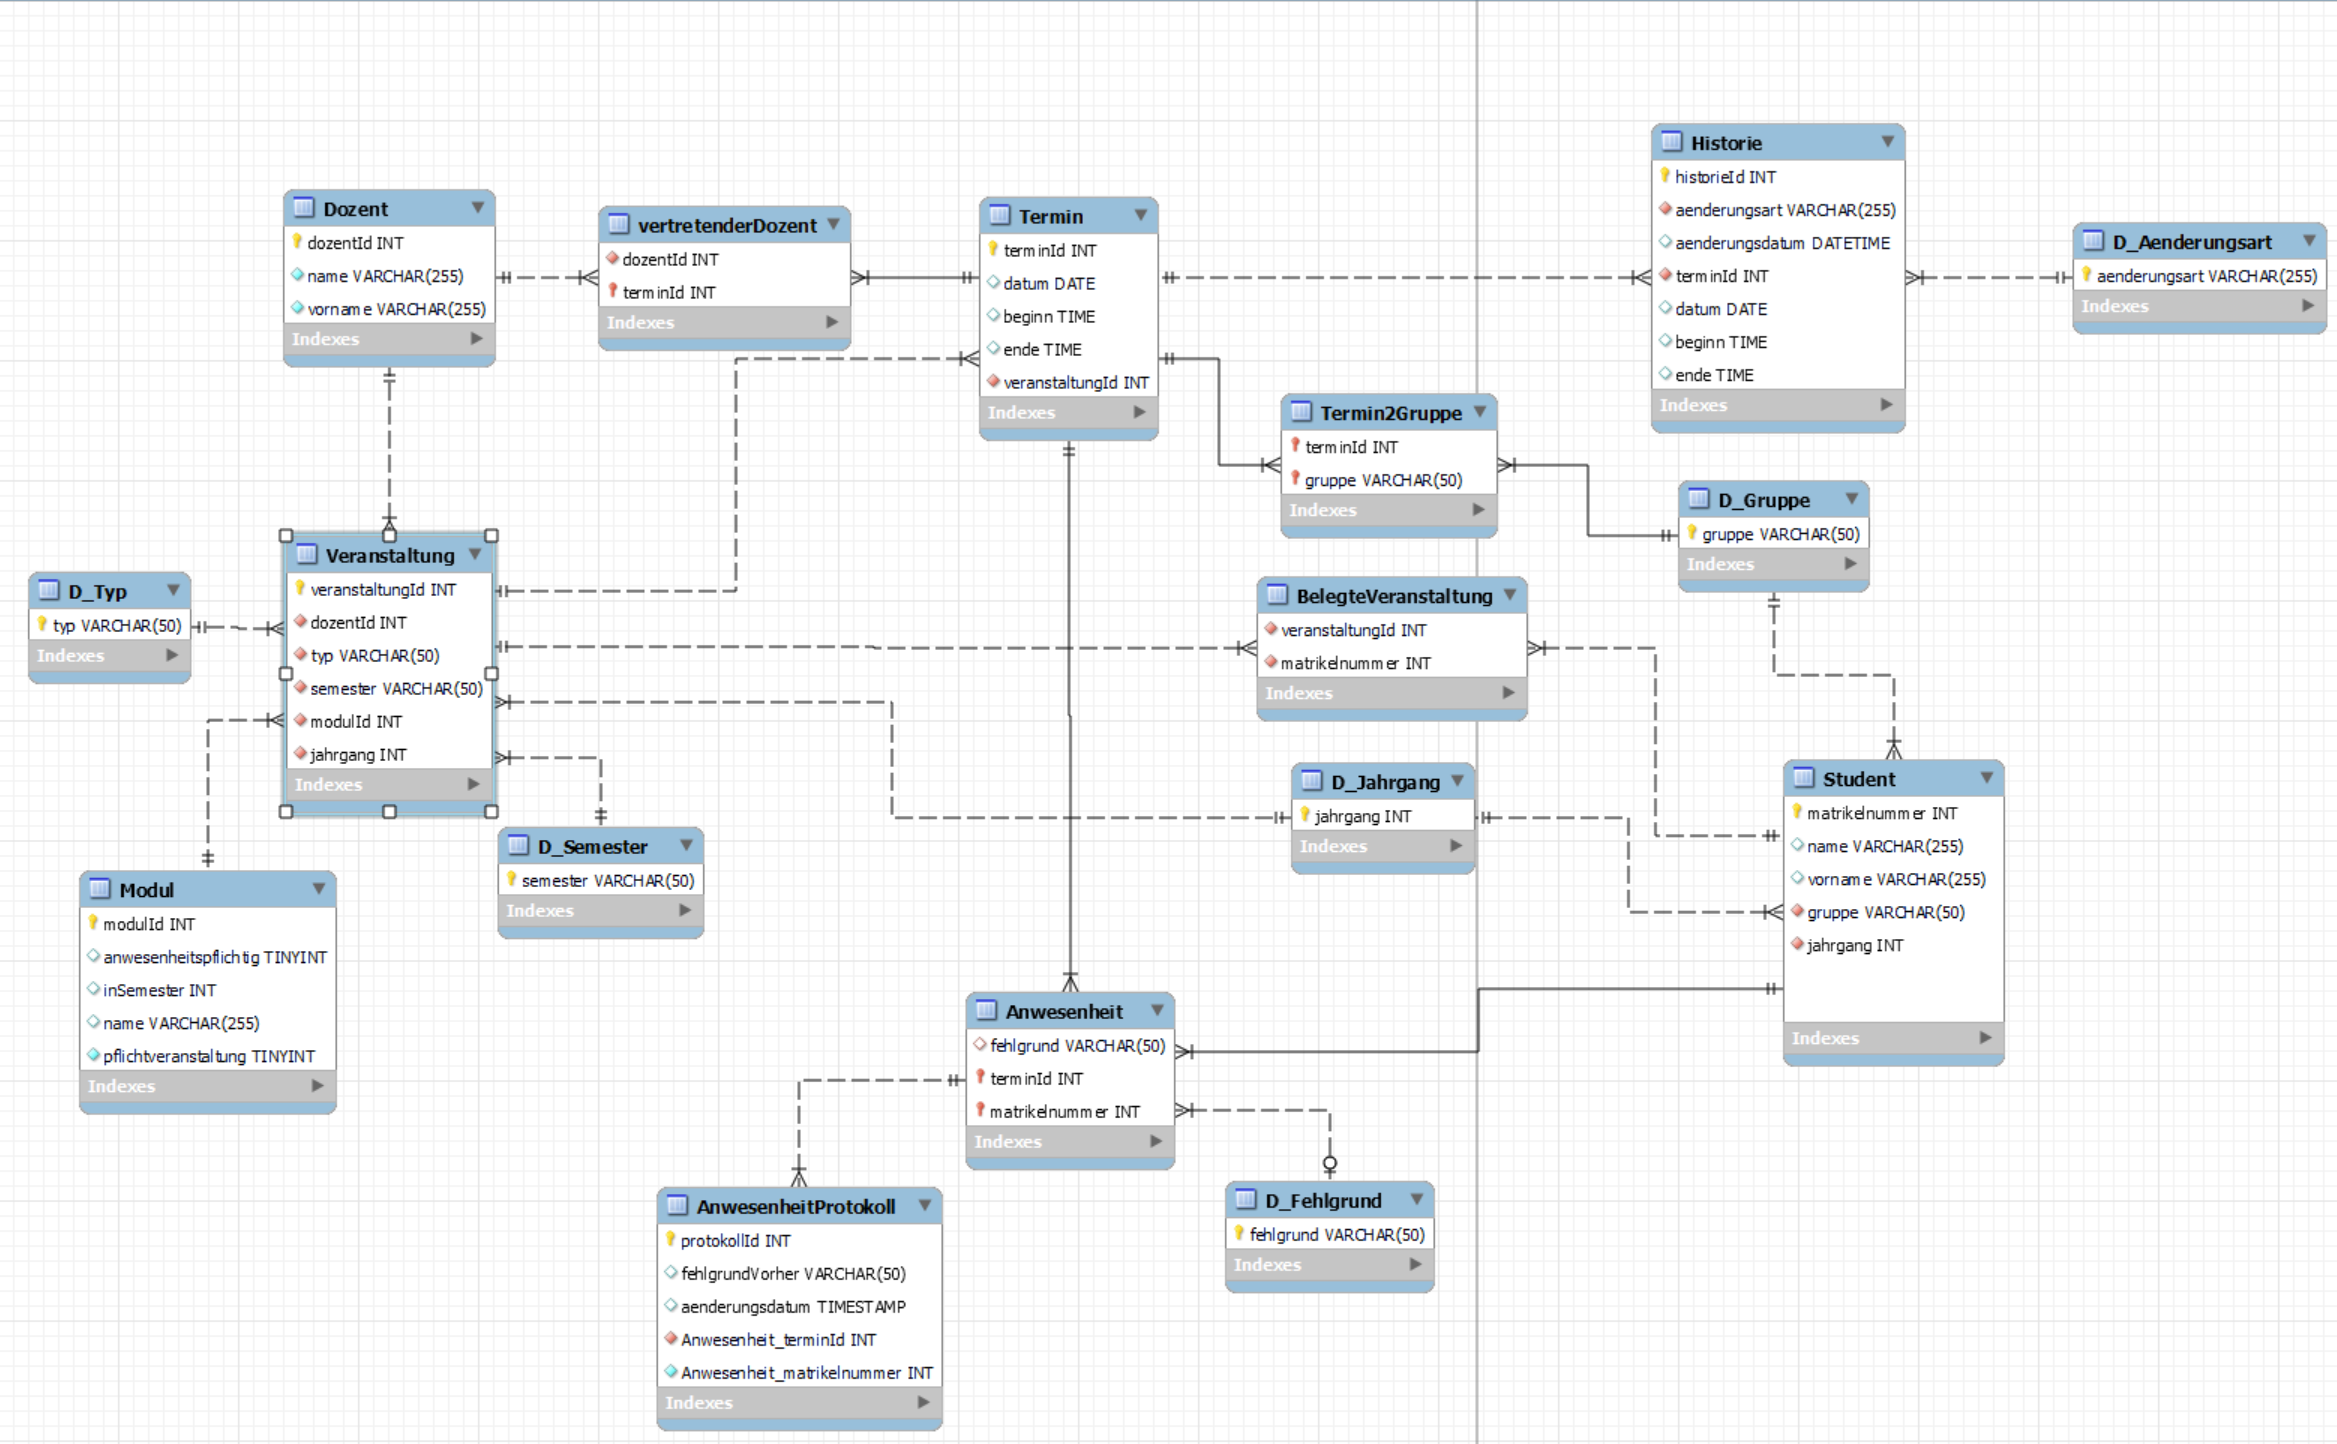 Dozent
dozentId INT
name VARCHAR(255)
vorname VARCHAR(255)
Indexes
vertretenderDozent
dozentId INT
terminId INT
Indexes
Termin
terminId INT
datum DATE
beginn TIME
ende TIME
veranstaltungId INT
Indexes
Historie
historieId INT
aenderungsart VARCHAR(255)
aenderungsdatum DATETIME
terminId INT
datum DATE
beginn TIME
ende TIME
Indexes
D_Aenderungsart
aenderungsart VARCHAR(255)
Indexes
Termin2Gruppe
terminId INT
gruppe VARCHAR(50)
Indexes
D_Gruppe
gruppe VARCHAR(50)
Indexes
D_Typ
typ VARCHAR(50)
Indexes
Veranstaltung
veranstaltungId INT
dozentId INT
typ VARCHAR(50)
semester VARCHAR(50)
modulId INT
jahrgang INT
Indexes
BelegteVeranstaltung
veranstaltungId INT
matrikelnummer INT
Indexes
D_Jahrgang
jahrgang INT
Indexes
Student
matrikelnummer INT
name VARCHAR(255)
vorname VARCHAR(255)
gruppe VARCHAR(50)
jahrgang INT
Indexes
D_Semester
semester VARCHAR(50)
Indexes
Modul
modulId INT
anwesenheitspflichtig TINYINT
inSemester INT
name VARCHAR(255)
pflichtveranstaltung TINYINT
Indexes
Anwesenheit
fehlgrund VARCHAR(50)
terminId INT
matrikelnummer INT
Indexes
AnwesenheitProtokoll
protokollId INT
fehlgrundVorher VARCHAR(50)
aenderungsdatum TIMESTAMP
Anwesenheit_terminId INT
Anwesenheit_matrikelnummer INT
Indexes
D_Fehlgrund
fehlgrund VARCHAR(50)
Indexes